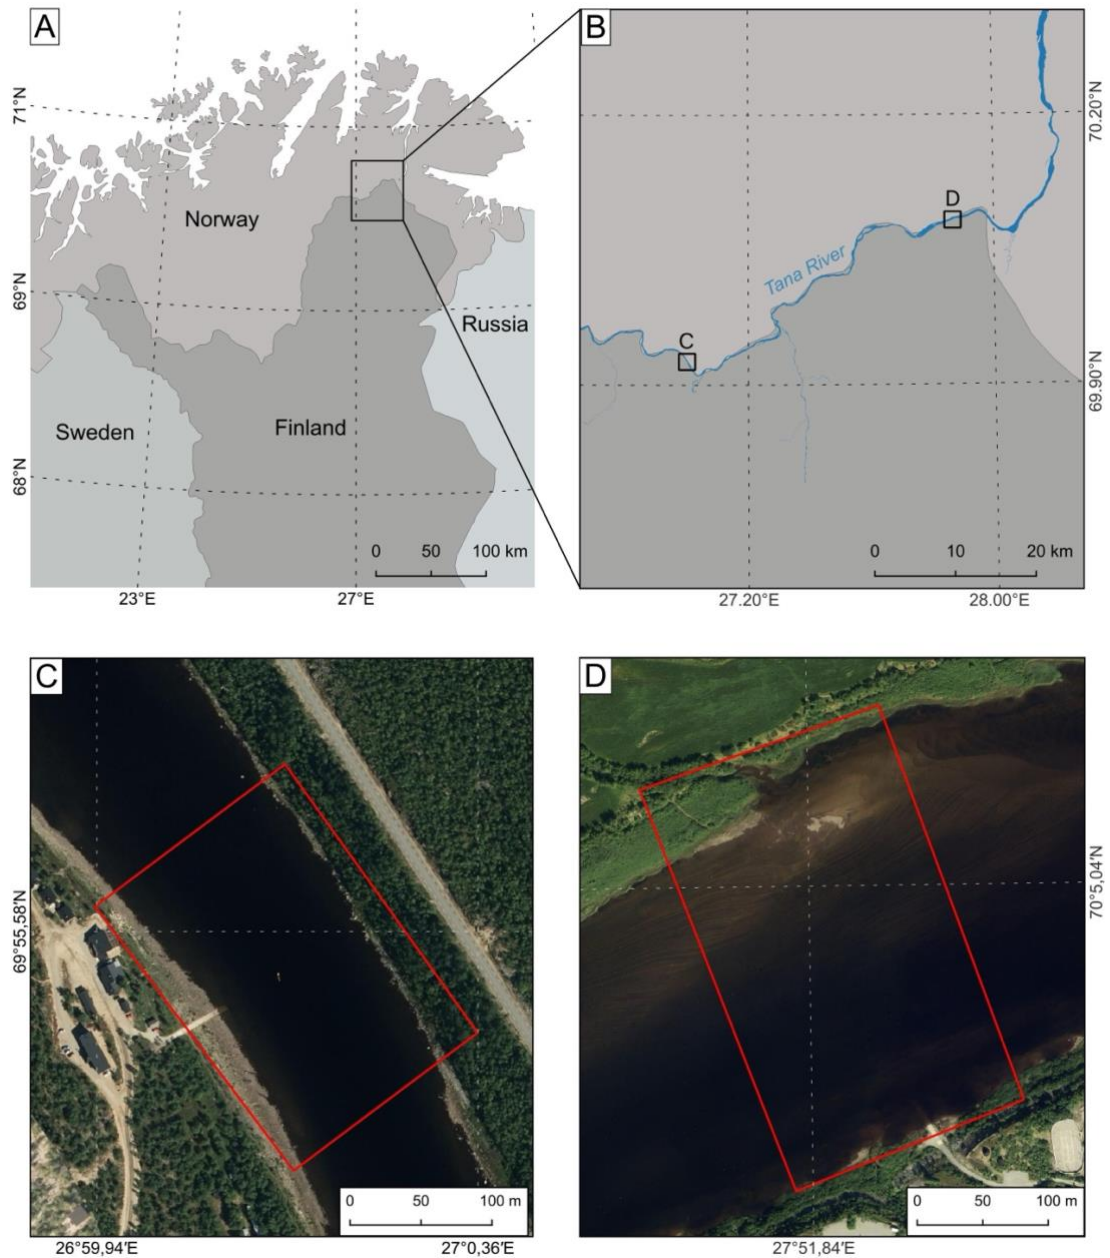 A
71°N
69°N
68°N
Norway
Russia
Sweden
Finland
0 50 100 km
23°E 27°E
B
70.20°N
69.90°N
D
Tana River
C
0 10 20 km
27.20°E 28.00°E
C
69°55,58'N
0 50 100 m
26°59,94'E 27°0,36'E
D
70°5,04'N
0 50 100 m
27°51,84'E